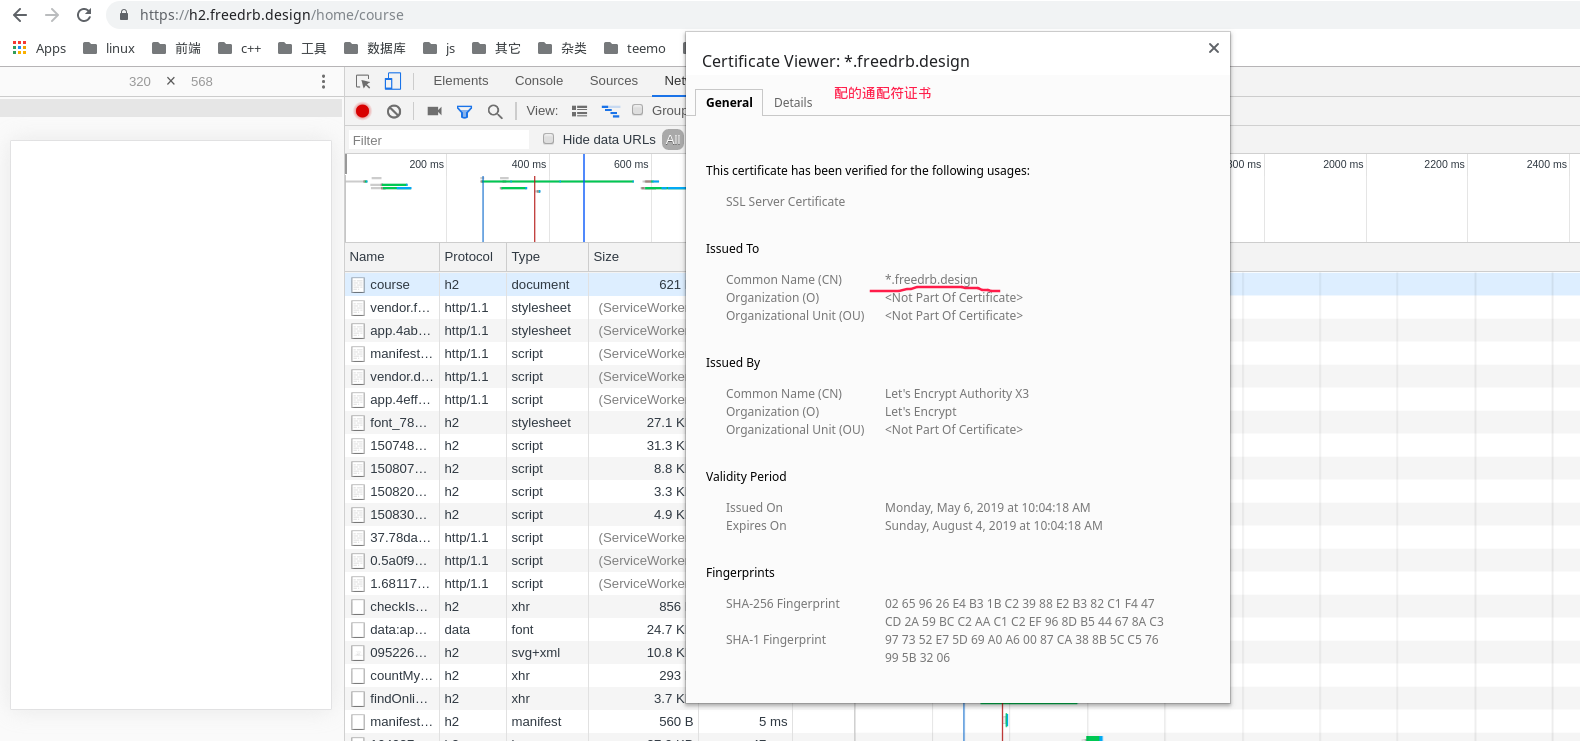 https://h2.freedrb.design/home/course
Apps linux 前端 c++ 工具 数据库 js 其它 杂类 teemo
320 × 568
Elements Console Sources Net
View: Group
Filter Hide data URLs All
200 ms 400 ms 600 ms 2000 ms 2200 ms 2400 ms
Name Protocol Type Size
course h2 document 621
vendor.f… http/1.1 stylesheet (ServiceWorke
app.4ab… http/1.1 stylesheet (ServiceWorke
manifest… http/1.1 script (ServiceWorke
vendor.d… http/1.1 script (ServiceWorke
app.4eff… http/1.1 script (ServiceWorke
font_78… h2 stylesheet 27.1 K
150748… h2 script 31.3 K
150807… h2 script 8.8 K
150820… h2 script 3.3 K
150830… h2 script 4.9 K
37.78da… http/1.1 script (ServiceWorke
0.5a0f9… http/1.1 script (ServiceWorke
1.68117… http/1.1 script (ServiceWorke
checkIs… h2 xhr 856
data:ap… data font 24.7 K
095226… h2 svg+xml 10.8 K
countMy… h2 xhr 293
findOnli… h2 xhr 3.7 K
manifest… h2 manifest 560 B 5 ms
Certificate Viewer: *.freedrb.design
General Details 配的通配符证书
This certificate has been verified for the following usages:
SSL Server Certificate
Issued To
Common Name (CN) *.freedrb.design
Organization (O) <Not Part Of Certificate>
Organizational Unit (OU) <Not Part Of Certificate>
Issued By
Common Name (CN) Let's Encrypt Authority X3
Organization (O) Let's Encrypt
Organizational Unit (OU) <Not Part Of Certificate>
Validity Period
Issued On Monday, May 6, 2019 at 10:04:18 AM
Expires On Sunday, August 4, 2019 at 10:04:18 AM
Fingerprints
SHA-256 Fingerprint 02 65 96 26 E4 B3 1B C2 39 88 E2 B3 82 C1 F4 47
CD 2A 59 BC C2 AA C1 C2 EF 96 8D B5 44 67 8A C3
SHA-1 Fingerprint 97 73 52 E7 5D 69 A0 A6 00 87 CA 38 8B 5C C5 76
99 5B 32 06